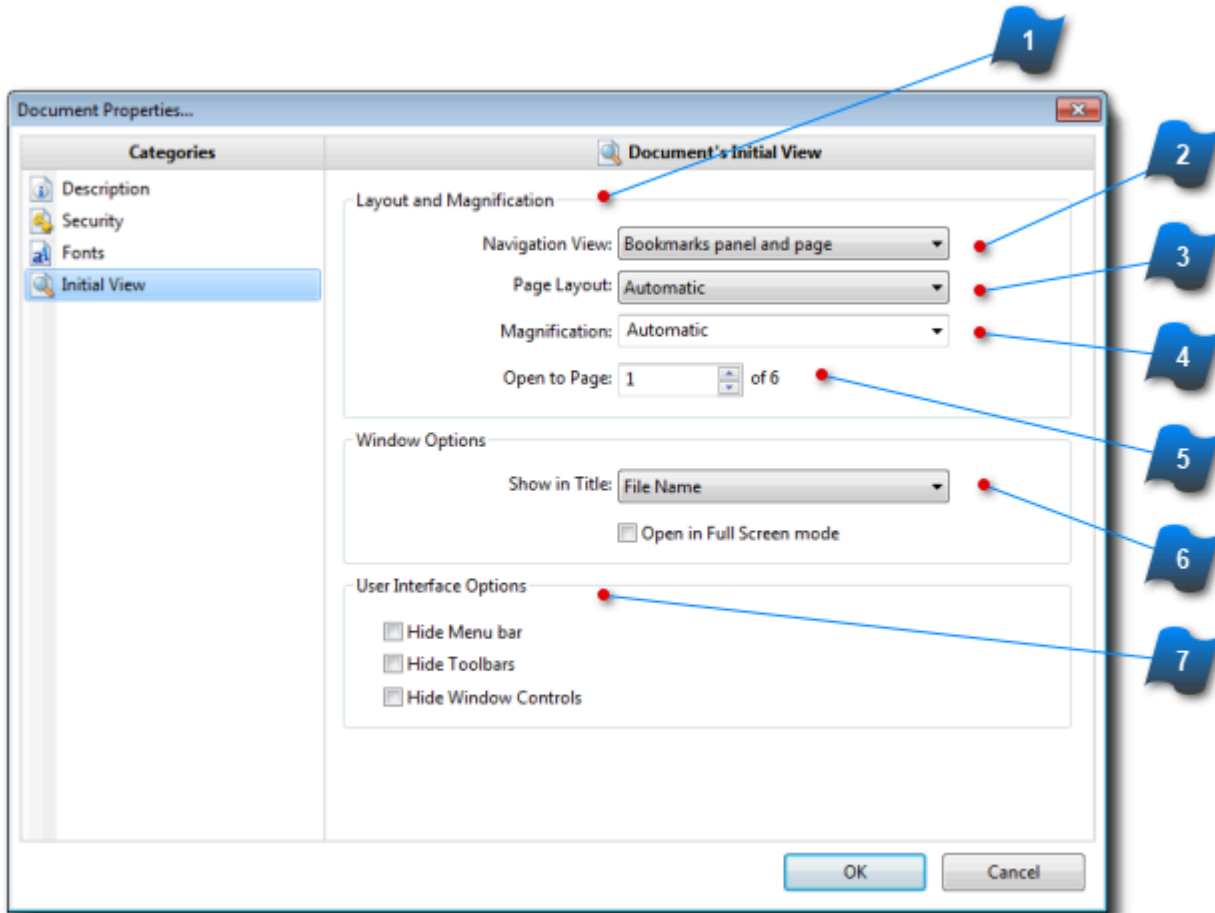 1
Document Properties...
Categories
Document's Initial View
2
Description
Layout and Magnification
Security
Navigation View: Bookmarks panel and page
3
Fonts
Initial View
Page Layout: Automatic
Magnification: Automatic
4
Open to Page: 1 of 6
Window Options
5
Show in Title: File Name
Open in Full Screen mode
6
User Interface Options
Hide Menu bar
Hide Toolbars
7
Hide Window Controls
OK Cancel